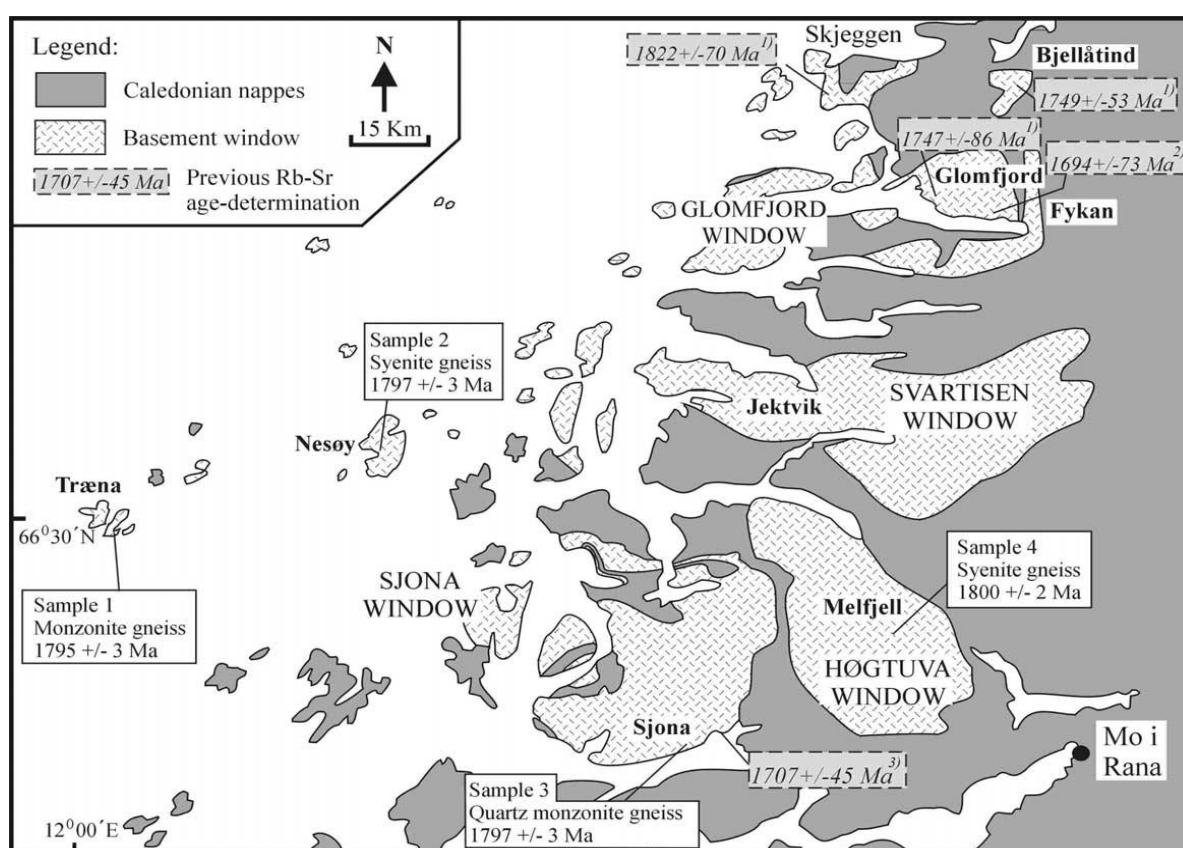 Legend:
Caledonian nappes
Basement window
1707+/-45 Ma
Previous Rb-Sr
age-determination
N
15 Km
Skjeggen
1822+/-70 Ma 1)
Bjellåtind
1749+/-53 Ma 1)
1747+/-86 Ma 1)
1694+/-73 Ma 2)
Glomfjord
Fykan
GLOMFJORD
WINDOW
Sample 2
Syenite gneiss
1797 +/- 3 Ma
Nesøy
Jektvik
SVARTISEN
WINDOW
Træna
66⁰30´N
Sample 1
Monzonite gneiss
1795 +/- 3 Ma
SJONA
WINDOW
Sample 4
Syenite gneiss
1800 +/- 2 Ma
Melfjell
HØGTUVA
WINDOW
Sjona
1707+/-45 Ma 3)
Mo i
Rana
Sample 3
Quartz monzonite gneiss
1797 +/- 3 Ma
12⁰00´E